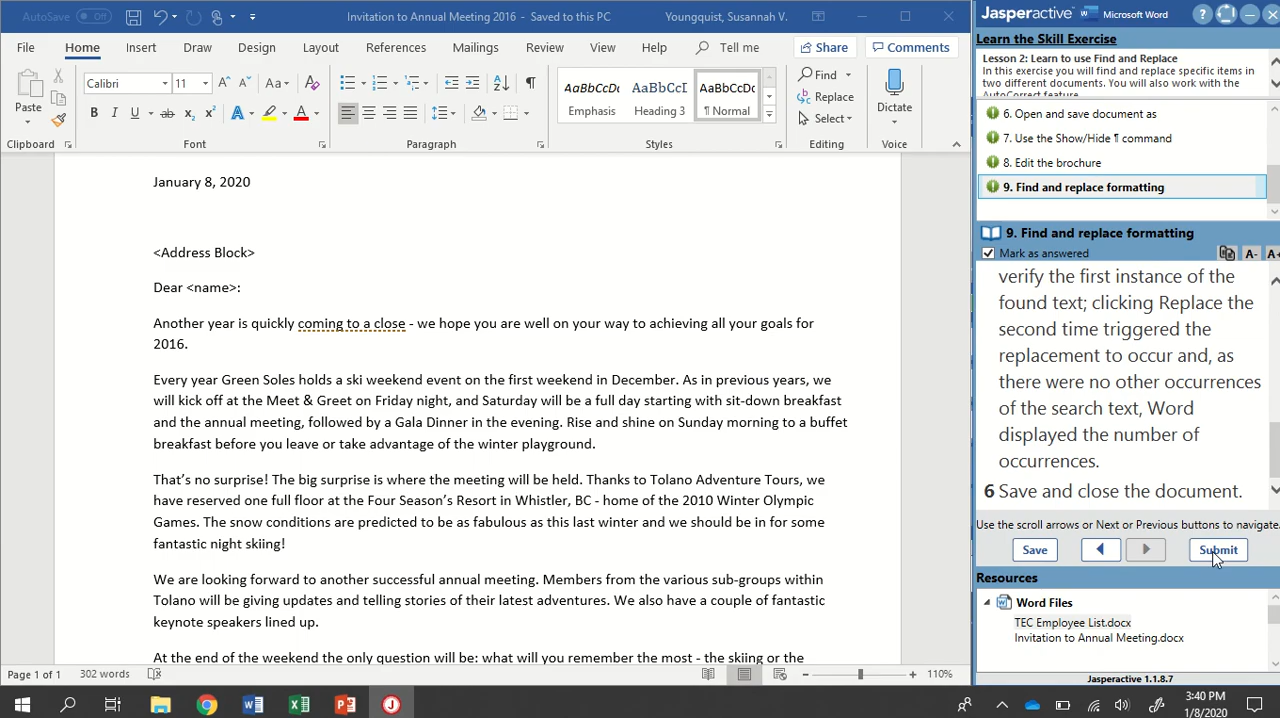 AutoSave Off Invitation to Annual Meeting 2016 - Saved to this PC Youngquist, Susannah V.
File Home Insert Draw Design Layout References Mailings Review View Help Tell me Share Comments
Paste
Clipboard
Calibri 11 Aa
B I U ab x₂ x² A A
Font
Paragraph
AaBbCcDc AaBbCcI AaBbCcDc
Emphasis Heading 3 ¶ Normal
Styles
Find
Replace
Select
Editing
Dictate
Voice
January 8, 2020
<Address Block>
Dear <name>:
Another year is quickly coming to a close - we hope you are well on your way to achieving all your goals for
2016.
Every year Green Soles holds a ski weekend event on the first weekend in December. As in previous years, we
will kick off at the Meet & Greet on Friday night, and Saturday will be a full day starting with sit-down breakfast
and the annual meeting, followed by a Gala Dinner in the evening. Rise and shine on Sunday morning to a buffet
breakfast before you leave or take advantage of the winter playground.
That's no surprise! The big surprise is where the meeting will be held. Thanks to Tolano Adventure Tours, we
have reserved one full floor at the Four Season's Resort in Whistler, BC - home of the 2010 Winter Olympic
Games. The snow conditions are predicted to be as fabulous as this last winter and we should be in for some
fantastic night skiing!
We are looking forward to another successful annual meeting. Members from the various sub-groups within
Tolano will be giving updates and telling stories of their latest adventures. We also have a couple of fantastic
keynote speakers lined up.
At the end of the weekend the only question will be: what will you remember the most - the skiing or the
Page 1 of 1 302 words 110%
Jasperactive Microsoft Word
Learn the Skill Exercise
Lesson 2: Learn to use Find and Replace
In this exercise you will find and replace specific items in
two different documents. You will also work with the
AutoCorrect feature.
6. Open and save document as
7. Use the Show/Hide ¶ command
8. Edit the brochure
9. Find and replace formatting
9. Find and replace formatting
Mark as answered A- A+
verify the first instance of the
found text; clicking Replace the
second time triggered the
replacement to occur and, as
there were no other occurrences
of the search text, Word
displayed the number of
occurrences.
6 Save and close the document.
Use the scroll arrows or Next or Previous buttons to navigate.
Save Submit
Resources
Word Files
TEC Employee List.docx
Invitation to Annual Meeting.docx
Jasperactive 1.1.8.7
3:40 PM
1/8/2020